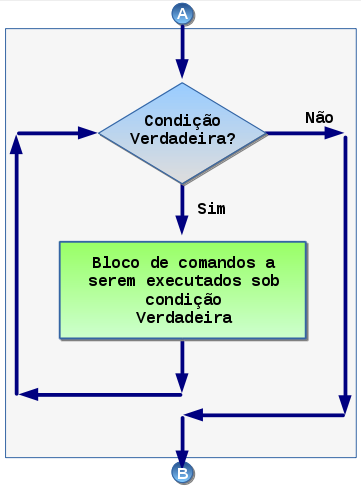 A
Condição
Verdadeira?
Não
Sim
Bloco de comandos a
serem executados sob
condição
Verdadeira
B